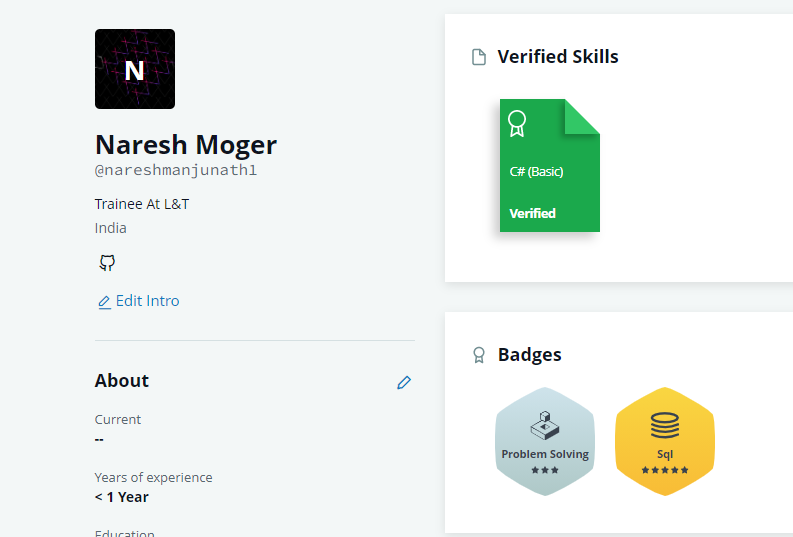 N
Naresh Moger
@nareshmanjunath1
Trainee At L&T
India
Edit Intro
About
Current
--
Years of experience
< 1 Year
Education
Verified Skills
C# (Basic)
Verified
Badges
Problem Solving
Sql